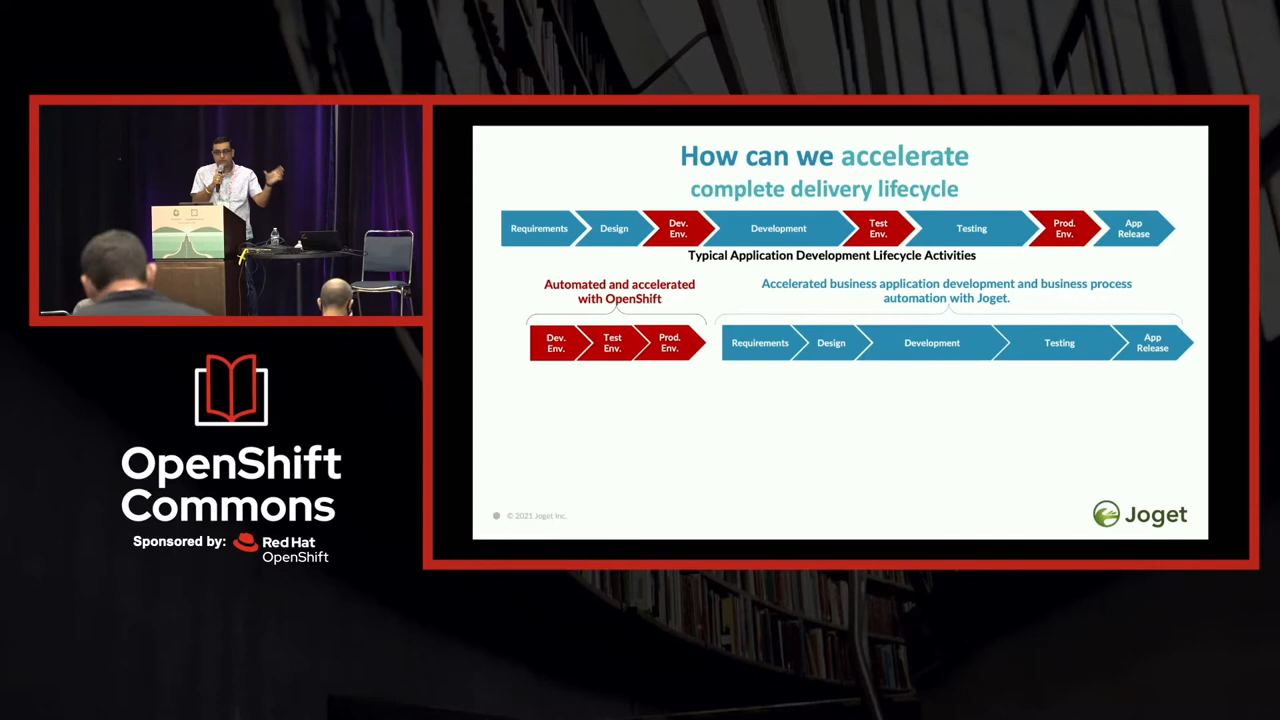 How can we accelerate
complete delivery lifecycle
Requirements
Design
Dev.
Env.
Development
Test
Env.
Testing
Prod.
Env.
App
Release
Typical Application Development Lifecycle Activities
Automated and accelerated
with OpenShift
Accelerated business application development and business process
automation with Joget.
Dev.
Env.
Test
Env.
Prod.
Env.
Requirements
Design
Development
Testing
App
Release
© 2021 Joget Inc.
Joget
OpenShift
Commons
Sponsored by:
Red Hat
OpenShift